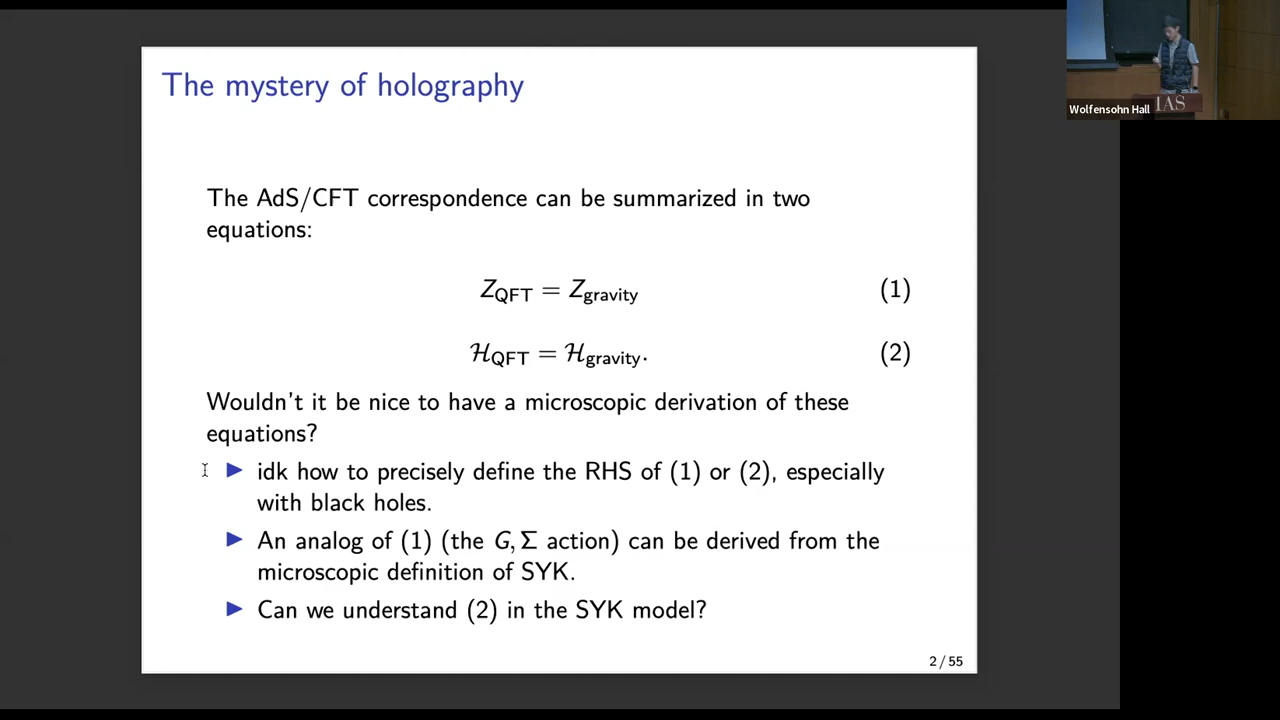 The mystery of holography
The AdS/CFT correspondence can be summarized in two
equations:
Z_QFT = Z_gravity (1)
ℋ_QFT = ℋ_gravity. (2)
Wouldn't it be nice to have a microscopic derivation of these
equations?
▶ idk how to precisely define the RHS of (1) or (2), especially
with black holes.
▶ An analog of (1) (the G, Σ action) can be derived from the
microscopic definition of SYK.
▶ Can we understand (2) in the SYK model?
2 / 55
Wolfensohn Hall
IAS